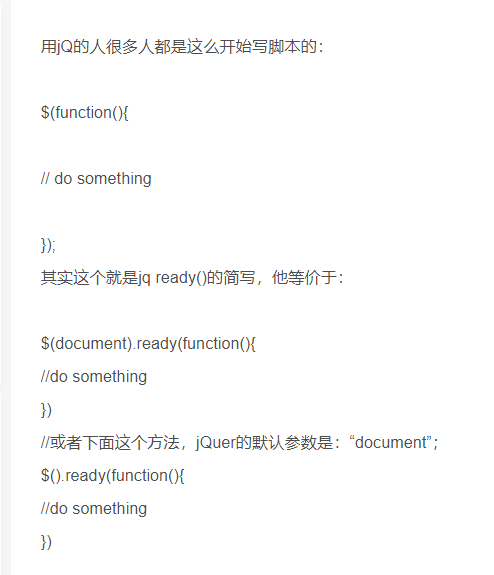 用jQ的人很多人都是这么开始写脚本的：
$(function(){
// do something
});
其实这个就是jq ready()的简写，他等价于：
$(document).ready(function(){
//do something
})
//或者下面这个方法，jQuer的默认参数是：“document”；
$().ready(function(){
//do something
})